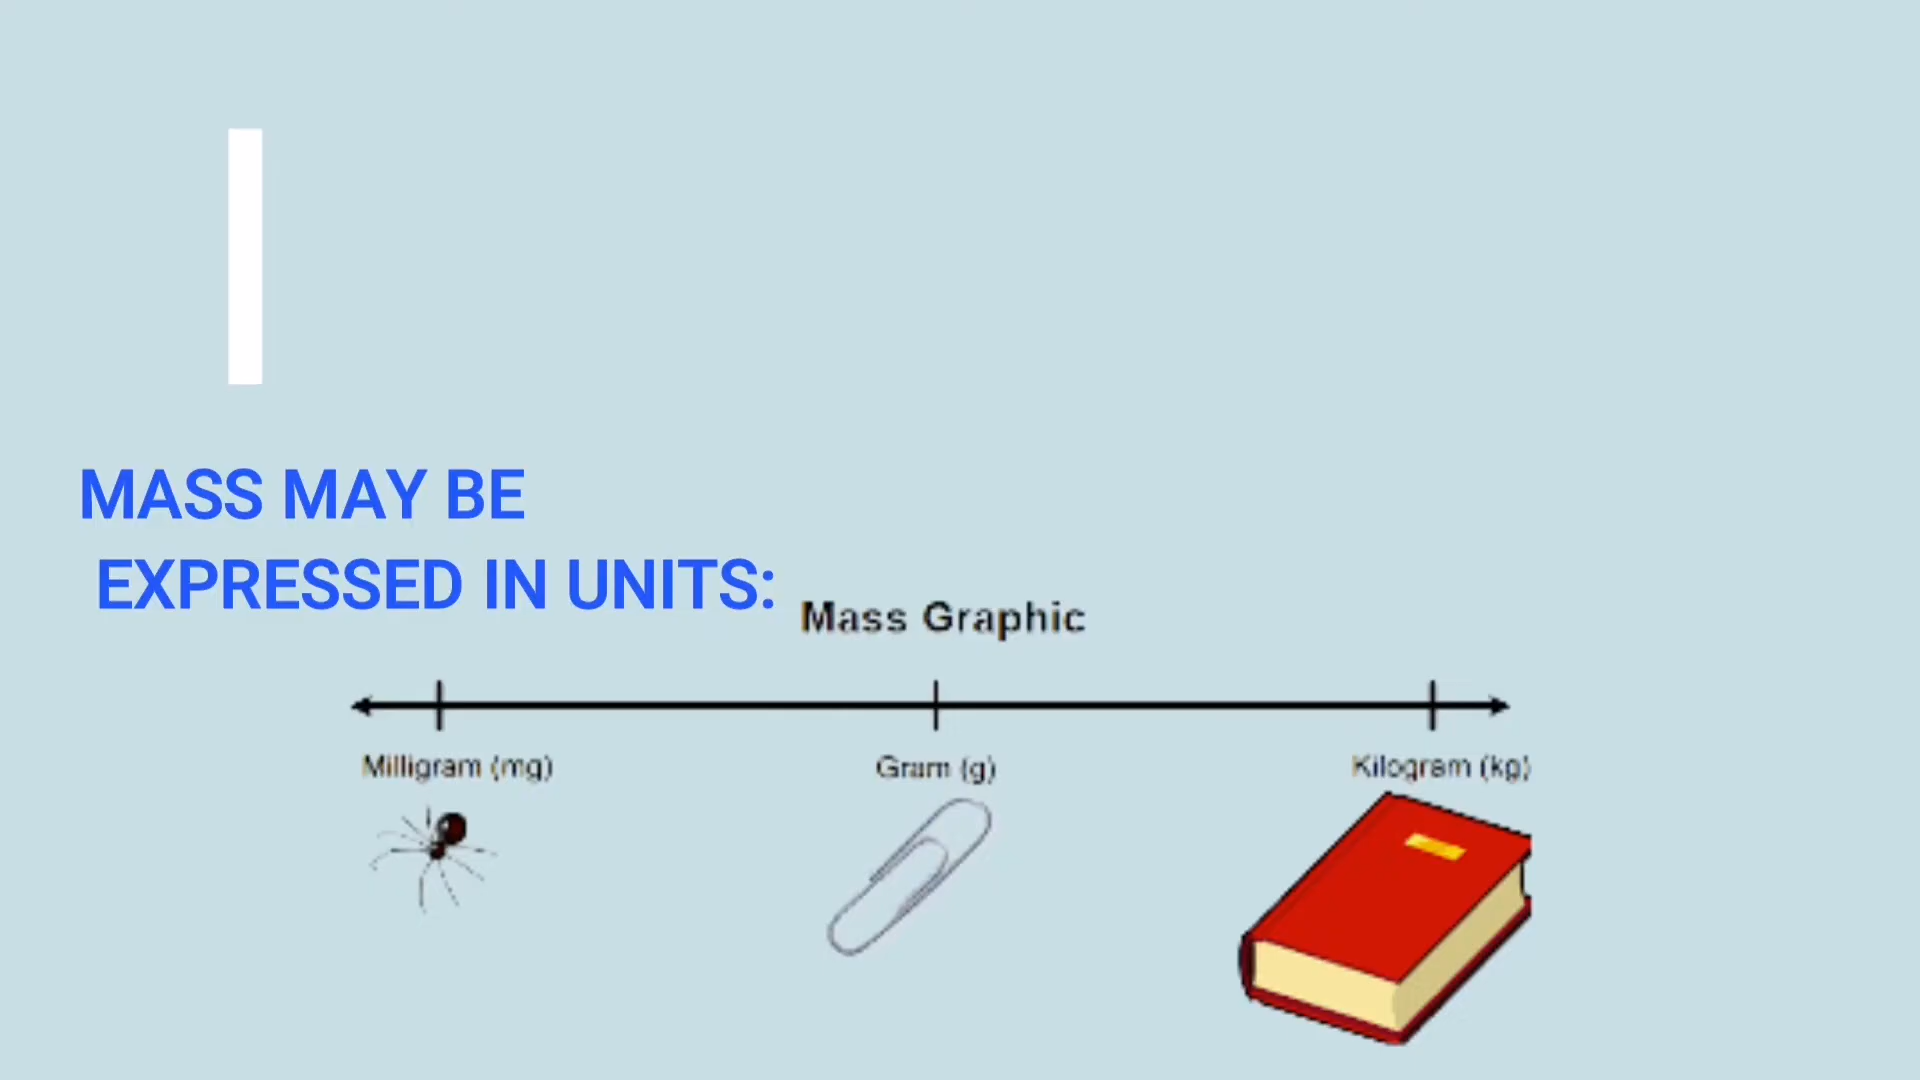 MASS MAY BE
EXPRESSED IN UNITS:
Mass Graphic
Milligram (mg)
Gram (g)
Kilogram (kg)